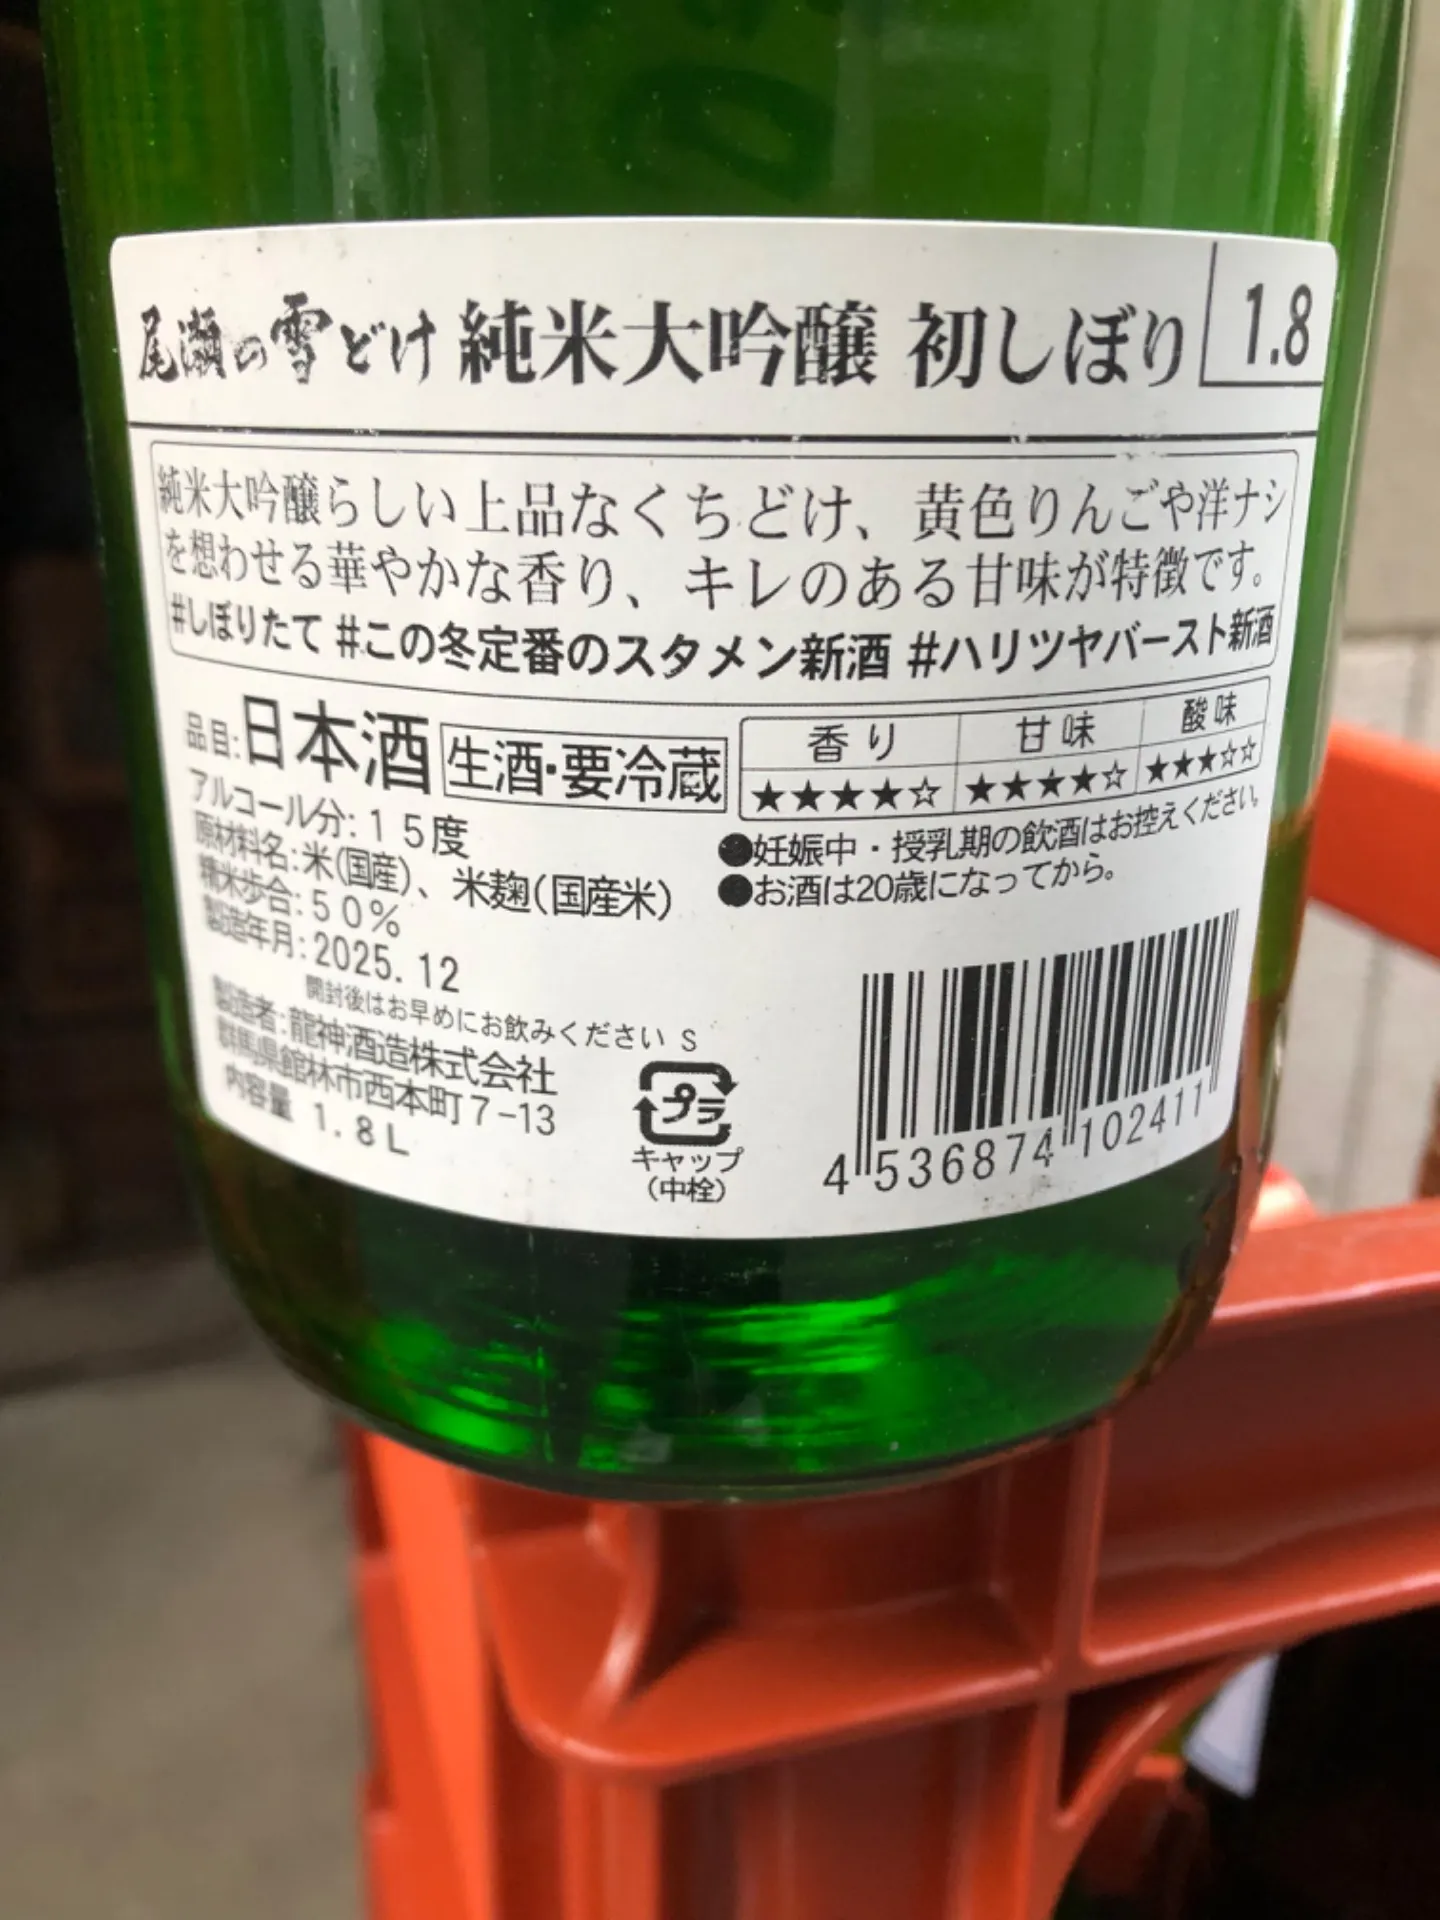 尾瀬の雪どけ 純米大吟醸 初しぼり 1.8
純米大吟醸らしい上品なくちどけ、黄色りんごや洋ナシ
を想わせる華やかな香り、キレのある甘味が特徴です。
#しぼりたて #この冬定番のスタメン新酒 #ハリツヤバースト新酒
品目:日本酒 生酒・要冷蔵
香り 甘味 酸味
★★★★☆ ★★★★☆ ★★★☆☆
アルコール分:15度
原材料名:米(国産)、米麹(国産米)
精米歩合:50%
製造年月:2025.12
●妊娠中・授乳期の飲酒はお控えください。
●お酒は20歳になってから。
開封後はお早めにお飲みください S
製造者:龍神酒造株式会社
群馬県館林市西本町7-13
内容量 1.8L
プラ
キャップ
(中栓)
4 536874 102411